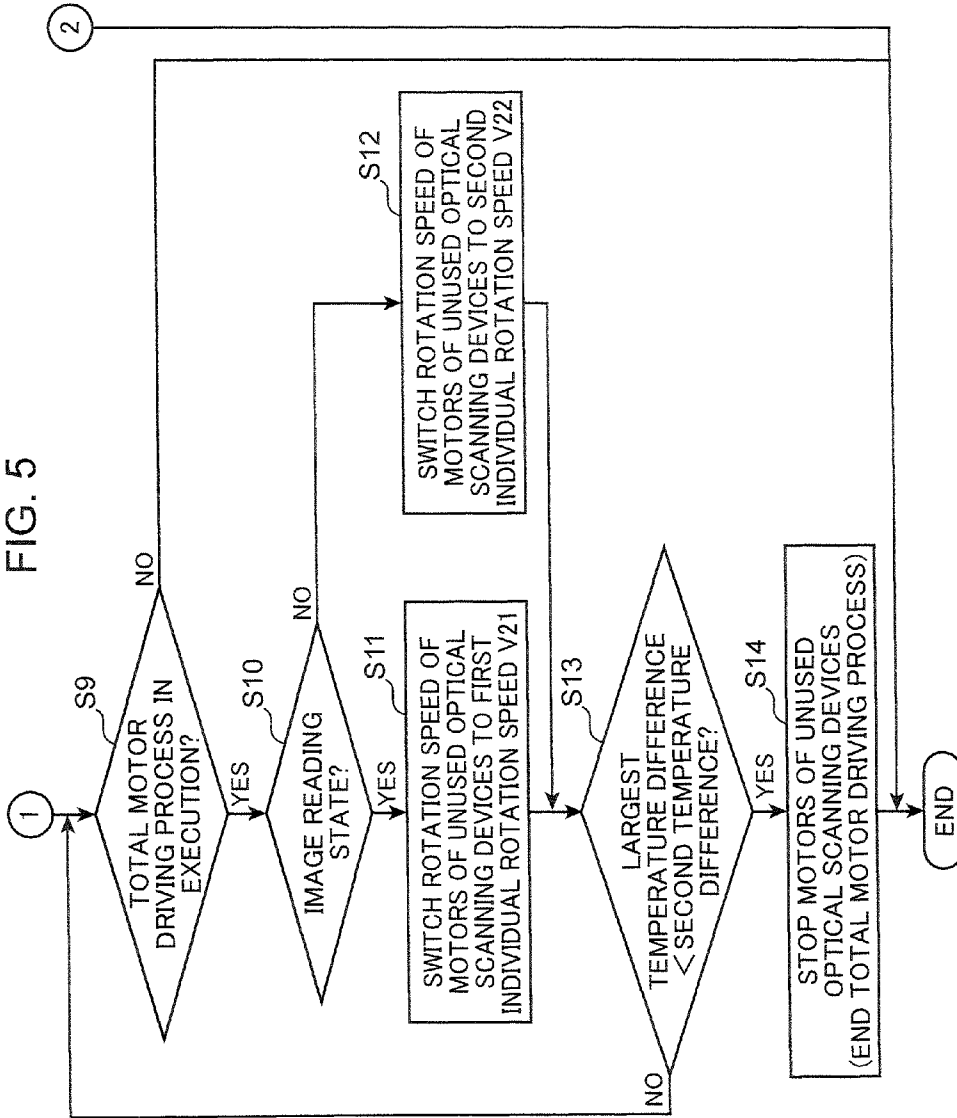 FIG. 5
1
2
S9
TOTAL MOTOR
DRIVING PROCESS IN
EXECUTION?
NO
YES
S10
IMAGE READING
STATE?
NO
YES
S11
SWITCH ROTATION SPEED OF
MOTORS OF UNUSED OPTICAL
SCANNING DEVICES TO FIRST
INDIVIDUAL ROTATION SPEED V21
S12
SWITCH ROTATION SPEED OF
MOTORS OF UNUSED OPTICAL
SCANNING DEVICES TO SECOND
INDIVIDUAL ROTATION SPEED V22
S13
LARGEST
TEMPERATURE DIFFERENCE
<SECOND TEMPERATURE
DIFFERENCE?
NO
YES
S14
STOP MOTORS OF UNUSED
OPTICAL SCANNING DEVICES
(END TOTAL MOTOR DRIVING PROCESS)
END